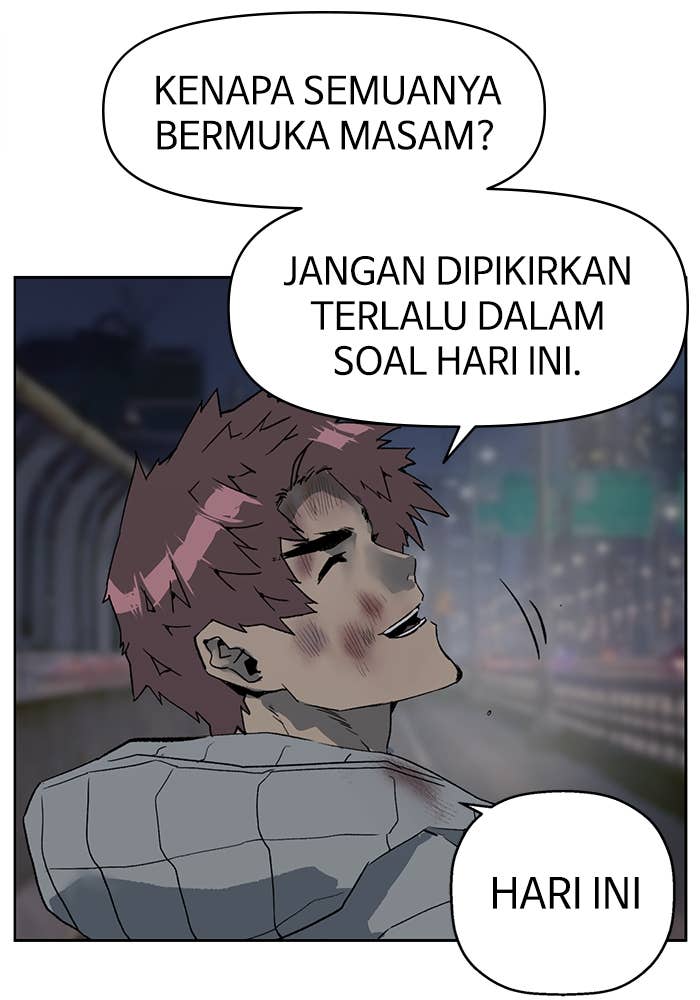 KENAPA SEMUANYA
BERMUKA MASAM?
JANGAN DIPIKIRKAN
TERLALU DALAM
SOAL HARI INI.
HARI INI